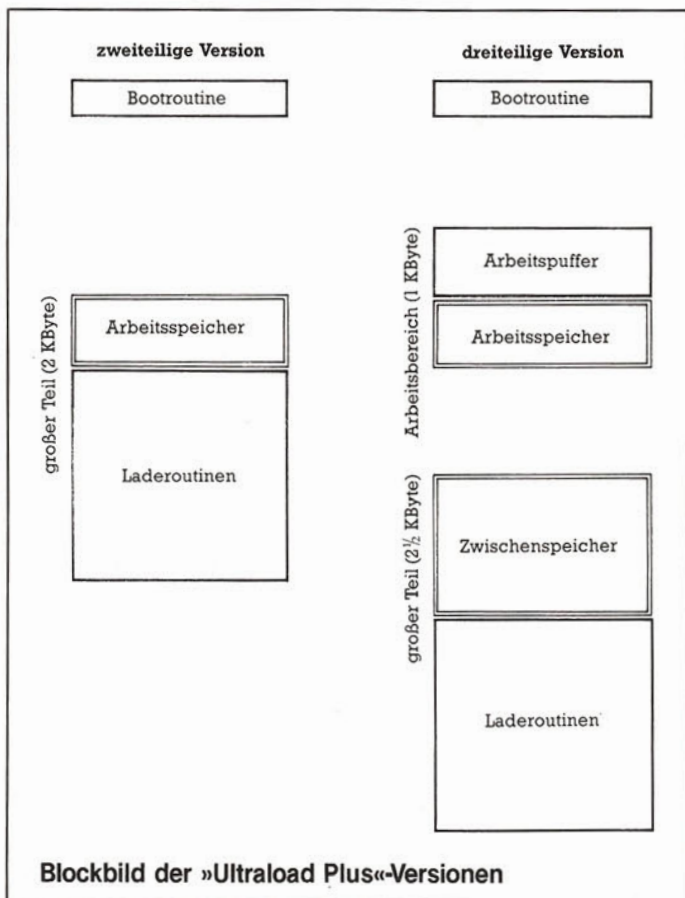 zweiteilige Version
Bootroutine
großer Teil (2 KByte)
Arbeitsspeicher
Laderoutinen
dreiteilige Version
Bootroutine
Arbeitsbereich (1 KByte)
Arbeitspuffer
Arbeitsspeicher
großer Teil (2½ KByte)
Zwischenspeicher
Laderoutinen
Blockbild der »Ultraload Plus«-Versionen